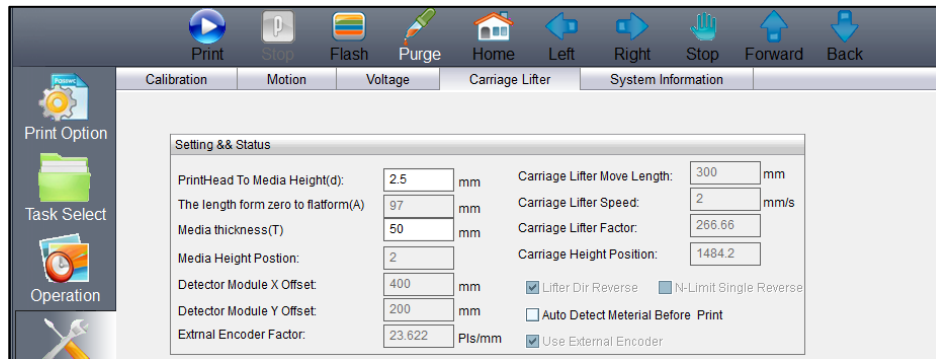 Print Stop Flash Purge Home Left Right Stop Forward Back
Calibration Motion Voltage Carriage Lifter System Information
Print Option
Task Select
Operation
Setting && Status
PrintHead To Media Height(d): 2.5 mm
The length form zero to flatform(A) 97 mm
Media thickness(T) 50 mm
Media Height Postion: 2
Detector Module X Offset: 400 mm
Detector Module Y Offset: 200 mm
Extrnal Encoder Factor: 23.622 Pls/mm
Carriage Lifter Move Length: 300 mm
Carriage Lifter Speed: 2 mm/s
Carriage Lifter Factor: 266.66
Carriage Height Position: 1484.2
Lifter Dir Reverse N-Limit Single Reverse
Auto Detect Meterial Before Print
Use External Encoder